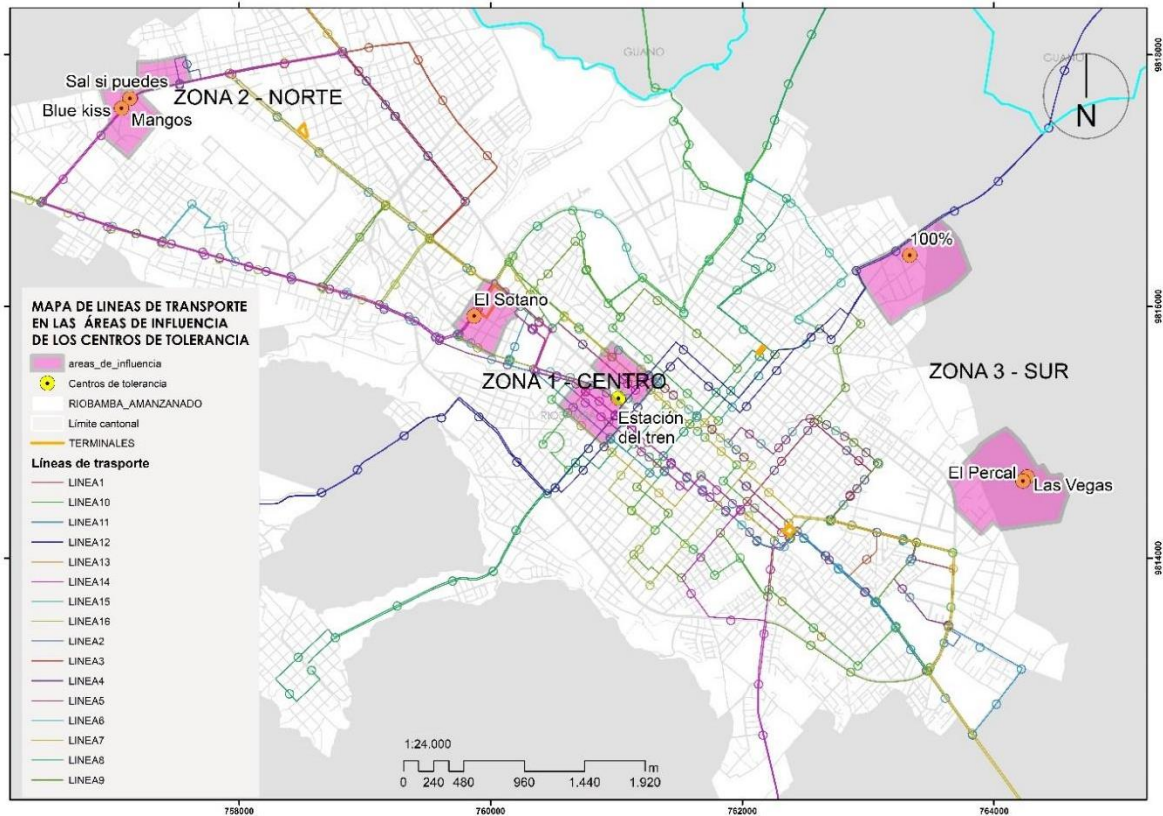 GUANO
GUANO
9818000
Sal si puedes
ZONA 2 - NORTE
Blue kiss
Mangos
N
100%
9816000
El Sotano
MAPA DE LINEAS DE TRANSPORTE
EN LAS ÁREAS DE INFLUENCIA
DE LOS CENTROS DE TOLERANCIA
areas_de_influencia
Centros de tolerancia
RIOBAMBA_AMANZANADO
Límite cantonal
TERMINALES
Líneas de trasporte
LINEA1
LINEA10
LINEA11
LINEA12
LINEA13
LINEA14
LINEA15
LINEA16
LINEA2
LINEA3
LINEA4
LINEA5
LINEA6
LINEA7
LINEA8
LINEA9
ZONA 1 - CENTRO
ZONA 3 - SUR
Estación
del tren
El Percal
Las Vegas
9814000
1:24.000
m
0 240 480 960 1.440 1.920
758000 760000 762000 764000